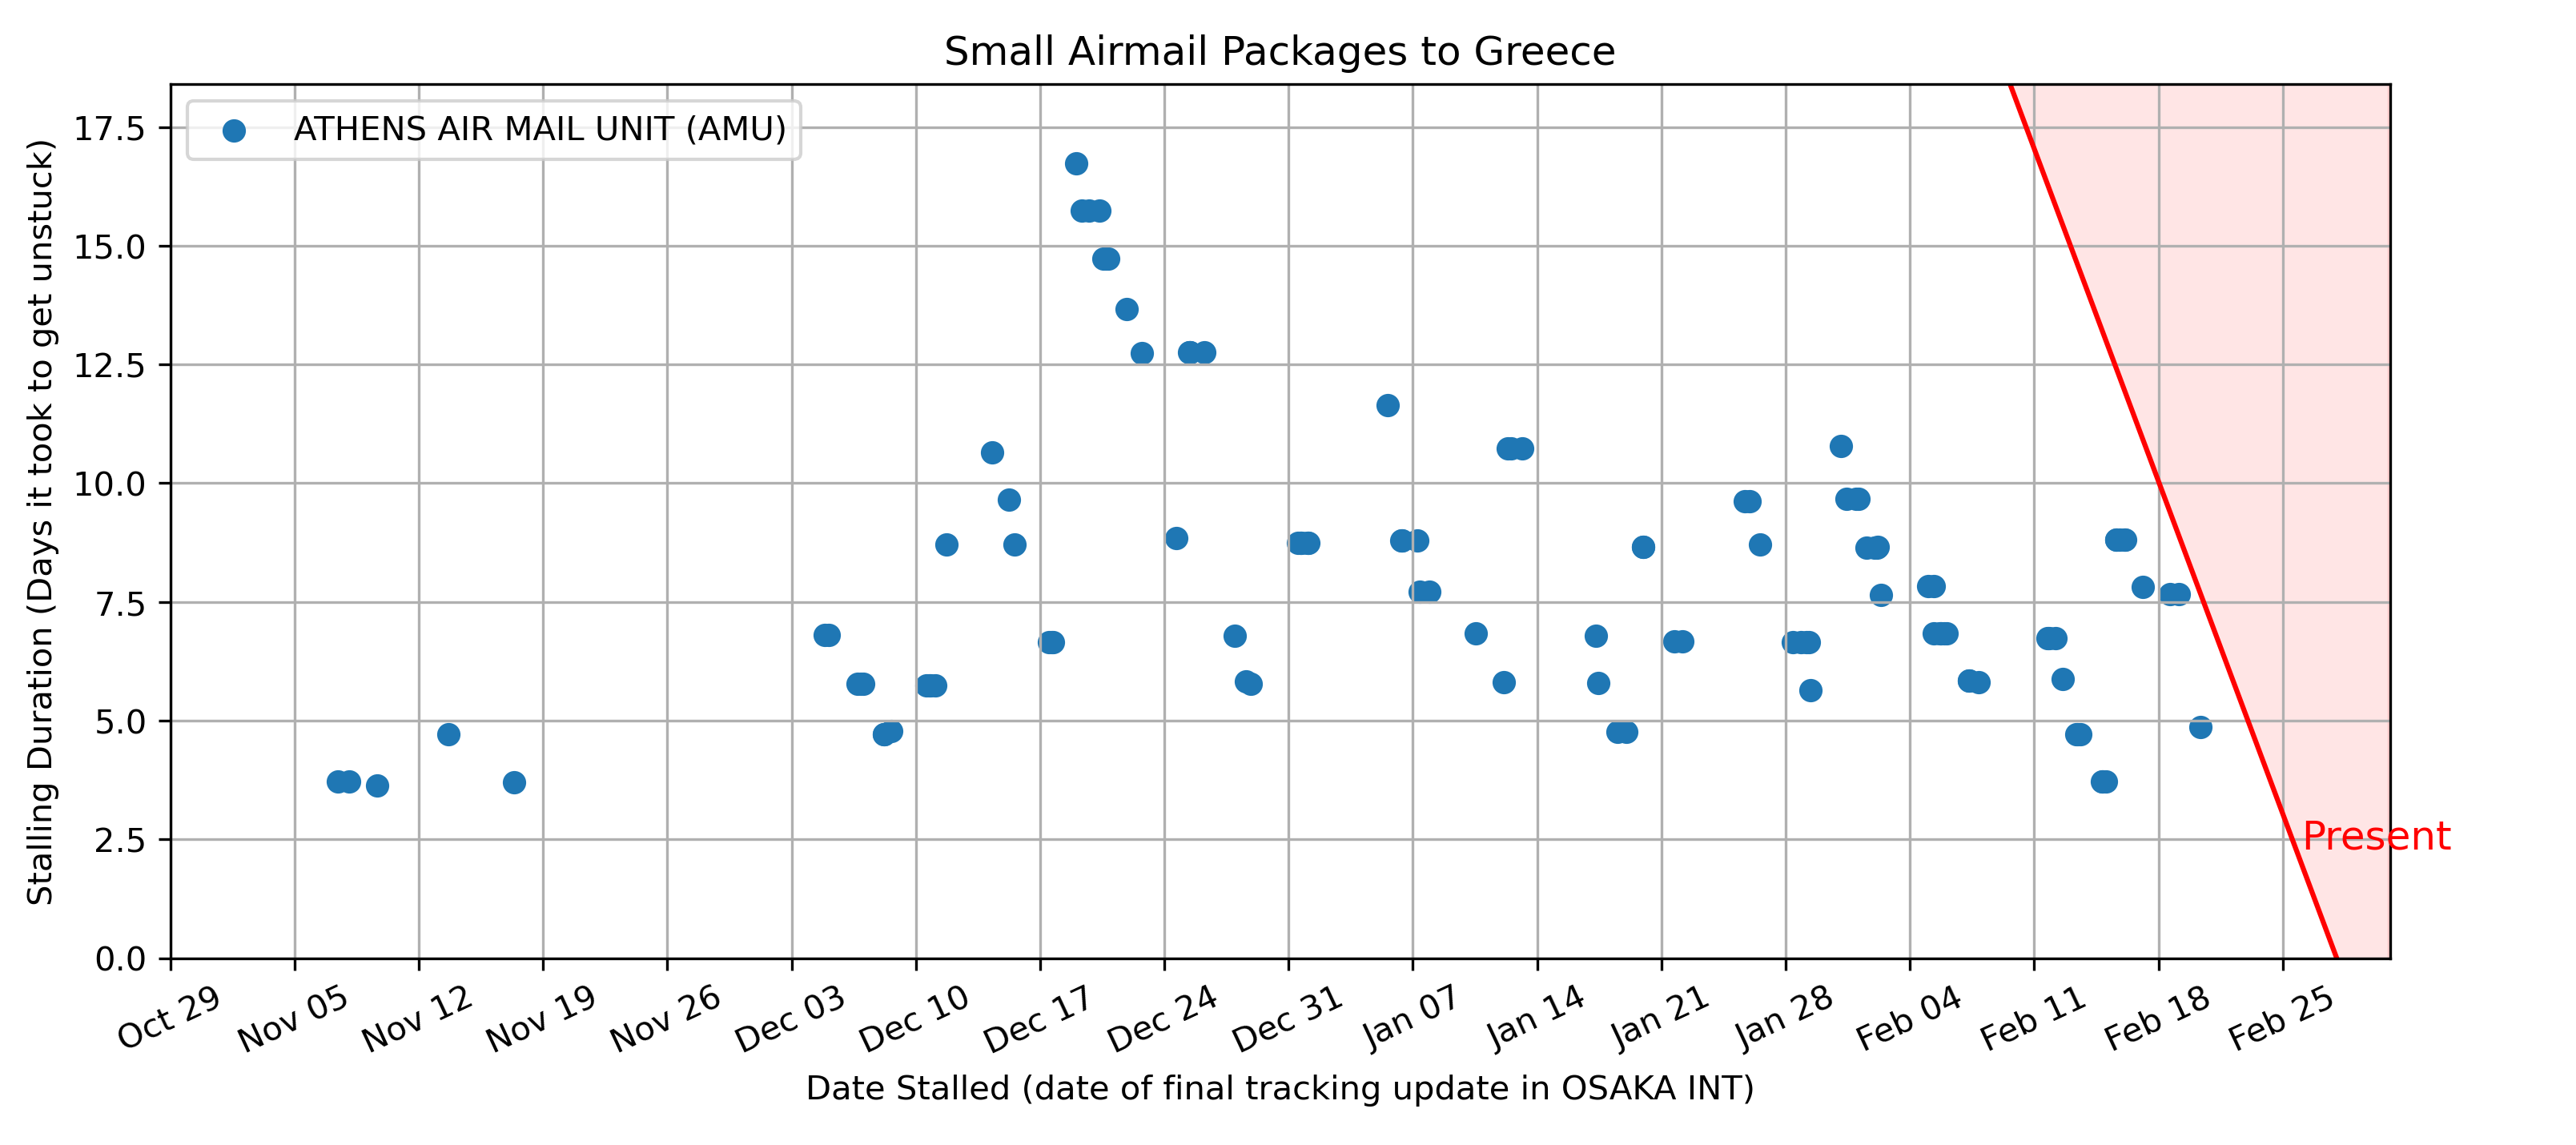 Small Airmail Packages to Greece
ATHENS AIR MAIL UNIT (AMU)
Stalling Duration (Days it took to get unstuck)
17.5
15.0
12.5
10.0
7.5
5.0
2.5
0.0
Present
Oct 29 Nov 05 Nov 12 Nov 19 Nov 26 Dec 03 Dec 10 Dec 17 Dec 24 Dec 31 Jan 07 Jan 14 Jan 21 Jan 28 Feb 04 Feb 11 Feb 18 Feb 25
Date Stalled (date of final tracking update in OSAKA INT)